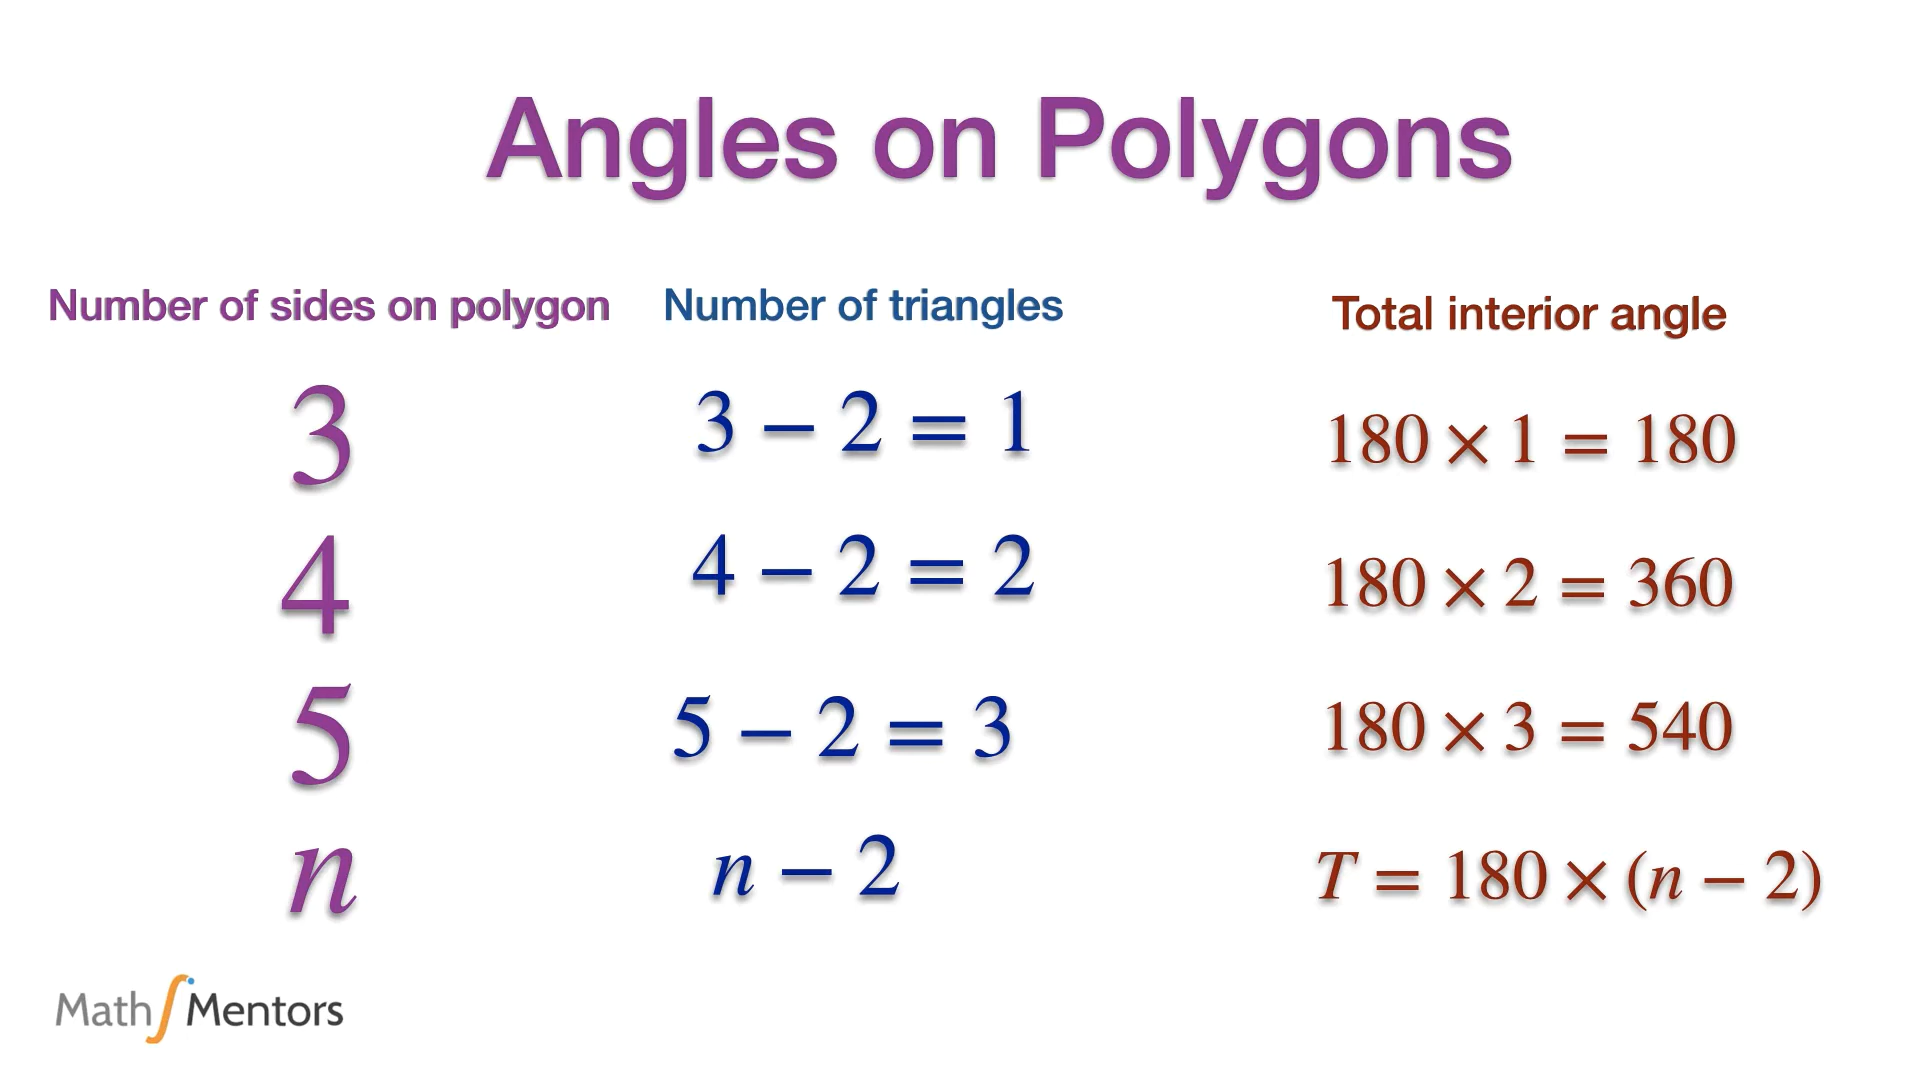 Angles on Polygons
Number of sides on polygon Number of triangles Total interior angle
3 3 − 2 = 1 180 × 1 = 180
4 4 − 2 = 2 180 × 2 = 360
5 5 − 2 = 3 180 × 3 = 540
n n − 2 T = 180 × (n − 2)
Math Mentors